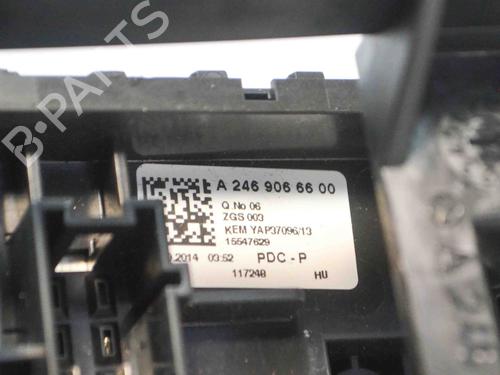 B-PARTS
A 246 906 66 00
Q.No 06
ZGS 003
KEM YAP37096/13
15547629
.2014 03:52 PDC - P
117248 HU